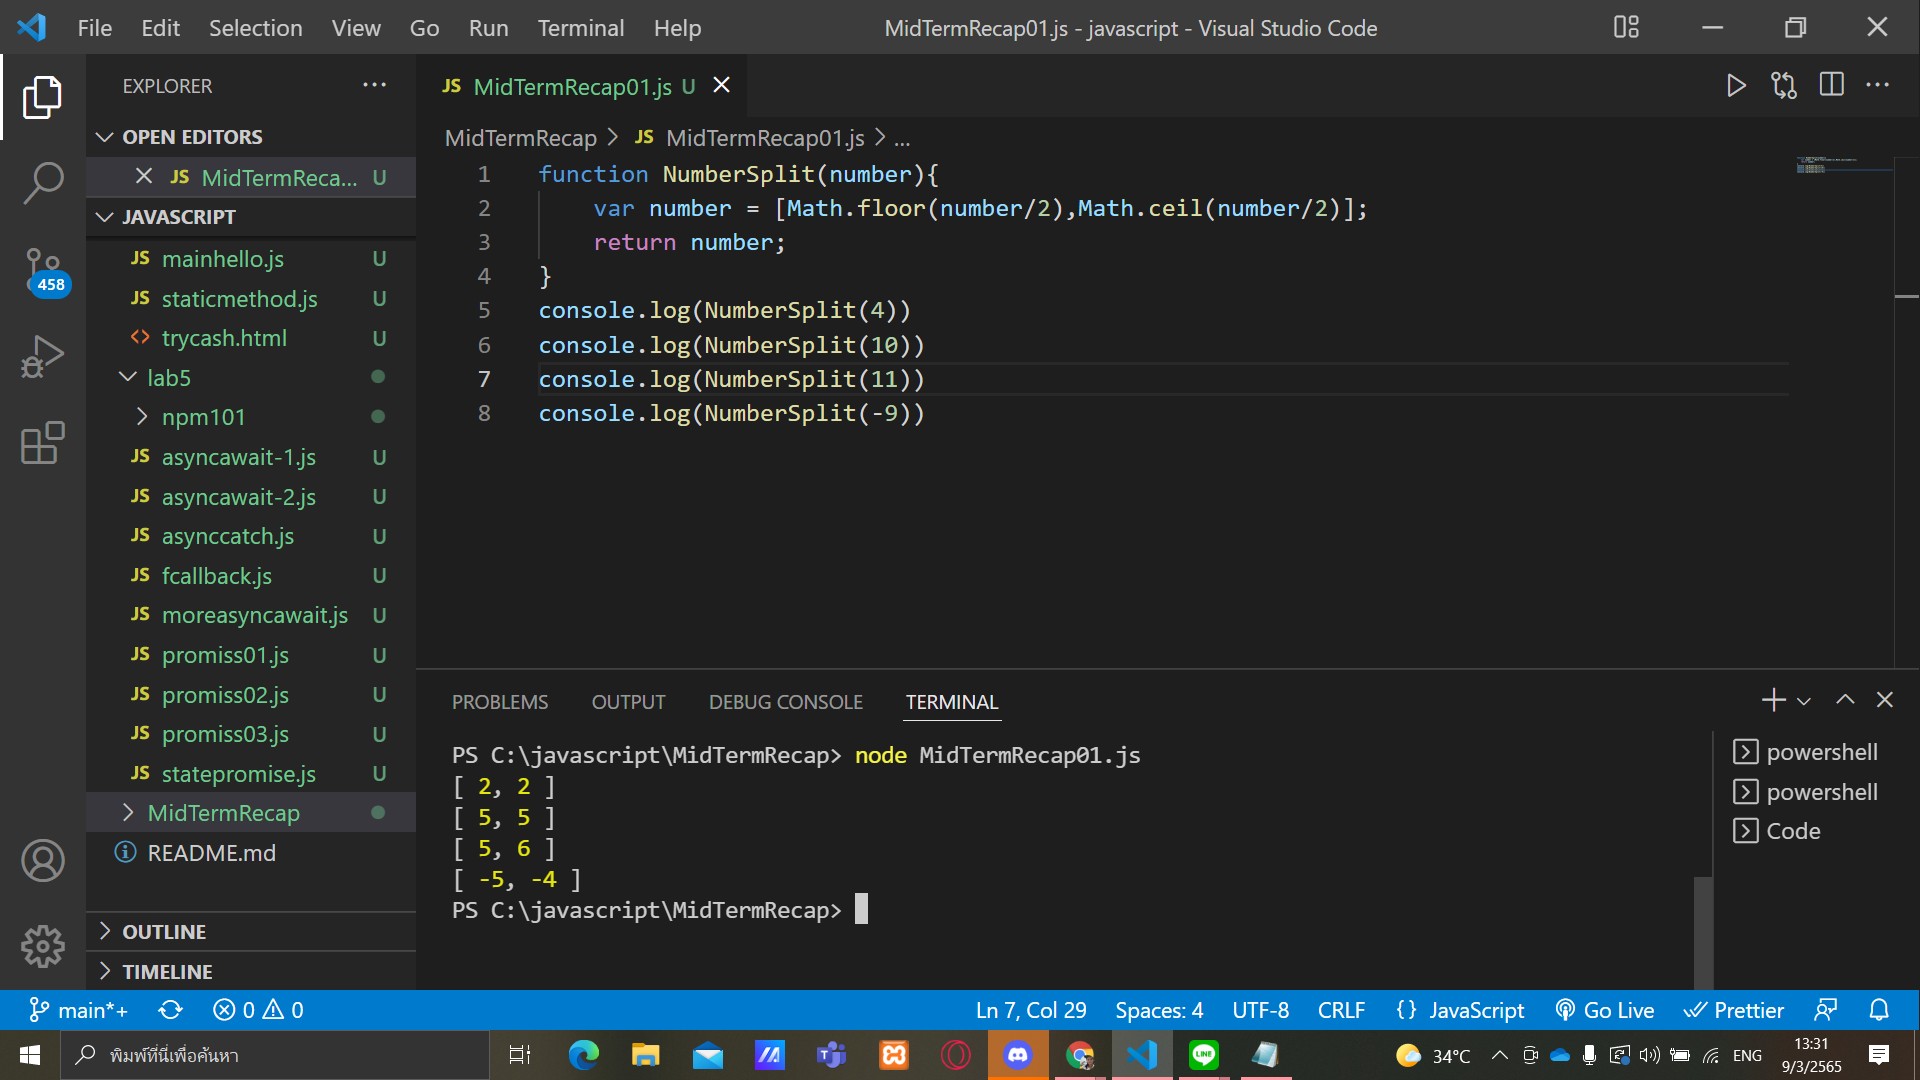 File Edit Selection View Go Run Terminal Help
MidTermRecap01.js - javascript - Visual Studio Code
EXPLORER
OPEN EDITORS
JS MidTermReca... U
JAVASCRIPT
JS mainhello.js U
JS staticmethod.js U
<> trycash.html U
lab5
npm101
JS asyncawait-1.js U
JS asyncawait-2.js U
JS asynccatch.js U
JS fcallback.js U
JS moreasyncawait.js U
JS promiss01.js U
JS promiss02.js U
JS promiss03.js U
JS statepromise.js U
MidTermRecap
README.md
OUTLINE
TIMELINE
458
JS MidTermRecap01.js U
MidTermRecap > JS MidTermRecap01.js > ...
1 function NumberSplit(number){
2 var number = [Math.floor(number/2),Math.ceil(number/2)];
3 return number;
4 }
5 console.log(NumberSplit(4))
6 console.log(NumberSplit(10))
7 console.log(NumberSplit(11))
8 console.log(NumberSplit(-9))
PROBLEMS OUTPUT DEBUG CONSOLE TERMINAL
PS C:\javascript\MidTermRecap> node MidTermRecap01.js
[ 2, 2 ]
[ 5, 5 ]
[ 5, 6 ]
[ -5, -4 ]
PS C:\javascript\MidTermRecap>
powershell
powershell
Code
main*+ 0 0 Ln 7, Col 29 Spaces: 4 UTF-8 CRLF {} JavaScript Go Live Prettier
พิมพ์ที่นี่เพื่อค้นหา
LINE
34°C ENG
13:31
9/3/2565